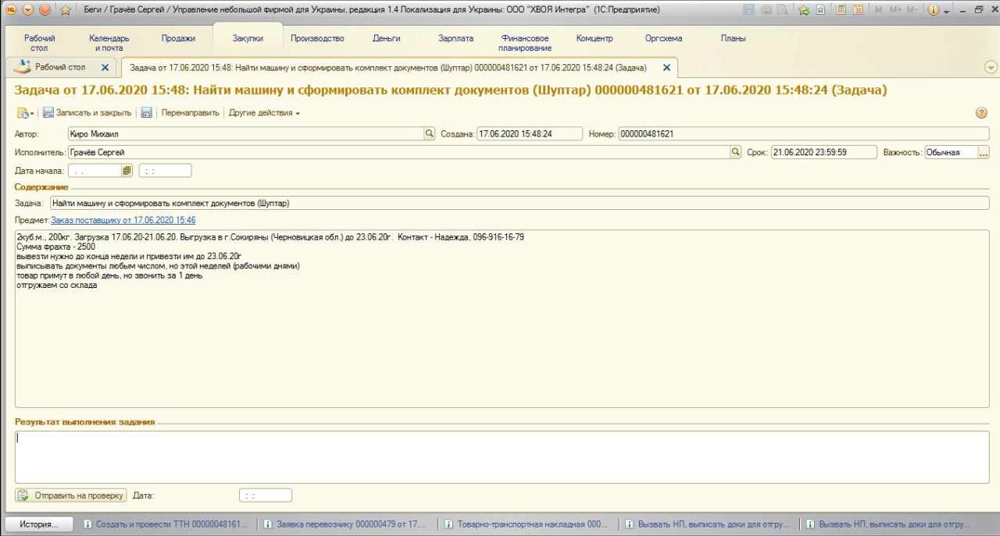 Беги / Грачёв Сергей / Управление небольшой фирмой для Украины, редакция 1.4 Локализация для Украины: ООО "ХВОЯ Интегра" (1С:Предприятие)
M M+ M-
Рабочий стол
Календарь и почта
Продажи
Закупки
Производство
Деньги
Зарплата
Финансовое планирование
Комцентр
Оргсхема
Планы
Рабочий стол
Задача от 17.06.2020 15:48: Найти машину и сформировать комплект документов (Шуптар) 000000481621 от 17.06.2020 15:48:24 (Задача)
Задача от 17.06.2020 15:48: Найти машину и сформировать комплект документов (Шуптар) 000000481621 от 17.06.2020 15:48:24 (Задача)
Записать и закрыть Перенаправить Другие действия
Автор: Киро Михаил Создана: 17.06.2020 15:48:24 Номер: 000000481621
Исполнитель: Грачёв Сергей Срок: 21.06.2020 23:59:59 Важность: Обычная ...
Дата начала: . . : :
Содержание
Задача: Найти машину и сформировать комплект документов (Шуптар)
Предмет: Заказ поставщику от 17.06.2020 15:46
2куб.м., 200кг. Загрузка 17.06.20-21.06.20. Выгрузка в г.Сокиряны (Черновицкая обл.) до 23.06.20г. Контакт - Надежда, 096-916-16-79
Сумма фрахта - 2500
вывезти нужно до конца недели и привезти им до 23.06.20г
выписывать документы любым числом, но этой неделей (рабочими днями)
товар примут в любой день, но звонить за 1 день
отгружаем со склада
Результат выполнения задания
Отправить на проверку Дата: : :
История... Создать и провести ТТН 00000048161... Заявка перевозчику 000000479 от 17.... Товарно-транспортная накладная 000... Вызвать НП, выписать доки для отгру... Вызвать НП, выписать доки для отгру...